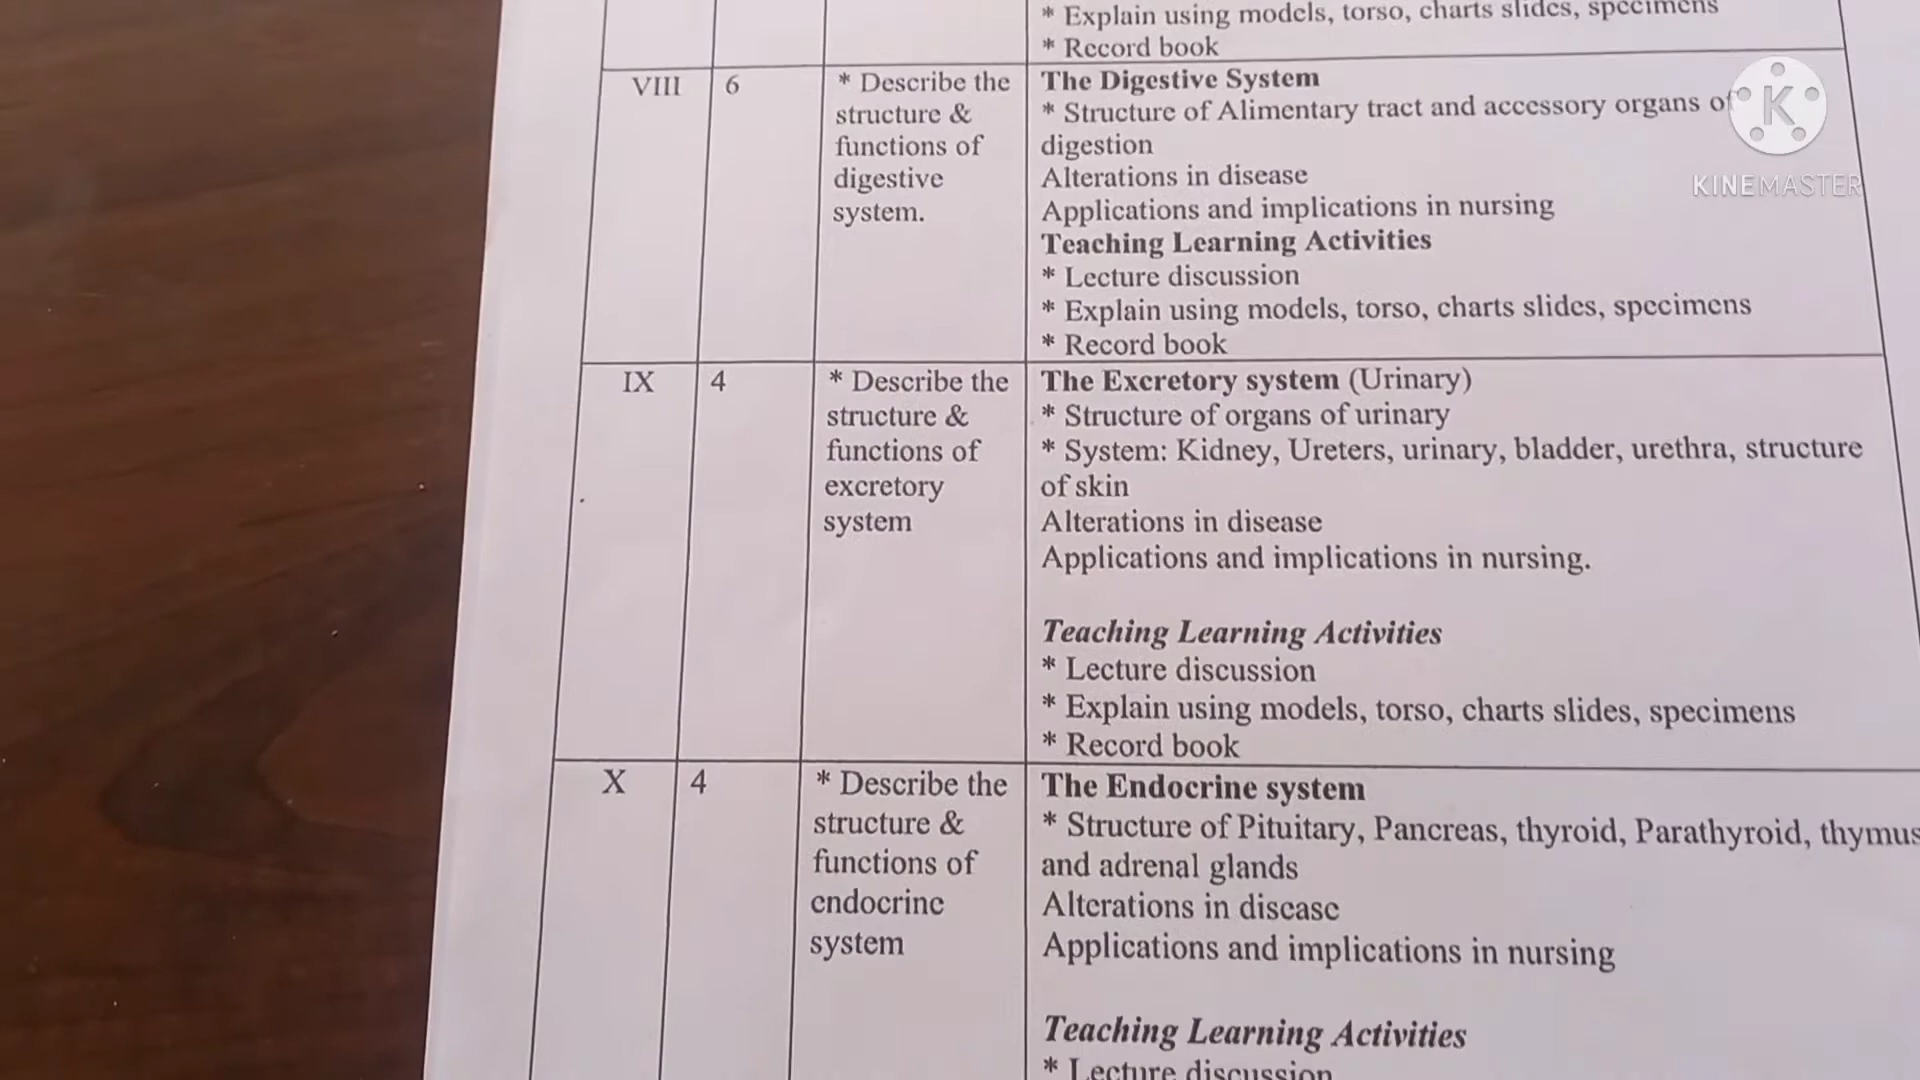 * Explain using models, torso, charts slides, specimens
* Record book
VIII
6
* Describe the
structure &
functions of
digestive
system.
The Digestive System
* Structure of Alimentary tract and accessory organs of
digestion
Alterations in disease
Applications and implications in nursing
Teaching Learning Activities
* Lecture discussion
* Explain using models, torso, charts slides, specimens
* Record book
IX
4
* Describe the
structure &
functions of
excretory
system
The Excretory system (Urinary)
* Structure of organs of urinary
* System: Kidney, Ureters, urinary, bladder, urethra, structure
of skin
Alterations in disease
Applications and implications in nursing.
Teaching Learning Activities
* Lecture discussion
* Explain using models, torso, charts slides, specimens
* Record book
X
4
* Describe the
structure &
functions of
endocrine
system
The Endocrine system
* Structure of Pituitary, Pancreas, thyroid, Parathyroid, thymus
and adrenal glands
Alterations in disease
Applications and implications in nursing
Teaching Learning Activities
* Lecture discussion
K
KINEMASTER